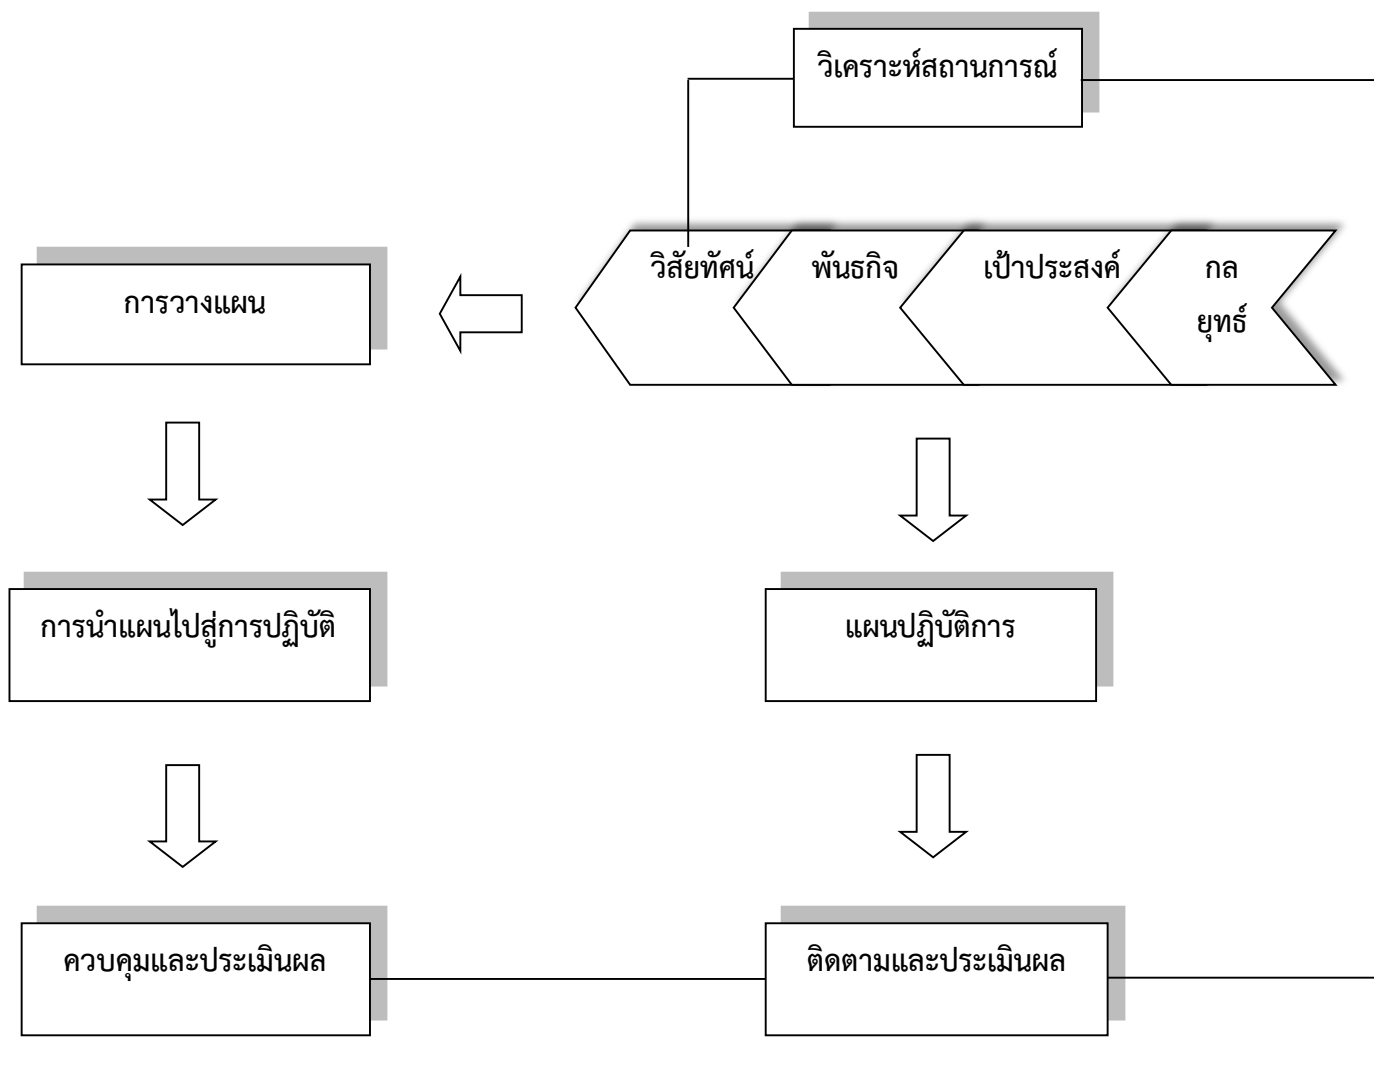 วิเคราะห์สถานการณ์
วิสัยทัศน์
พันธกิจ
เป้าประสงค์
กล
ยุทธ์
การวางแผน
การนำแผนไปสู่การปฏิบัติ
แผนปฏิบัติการ
ควบคุมและประเมินผล
ติดตามและประเมินผล